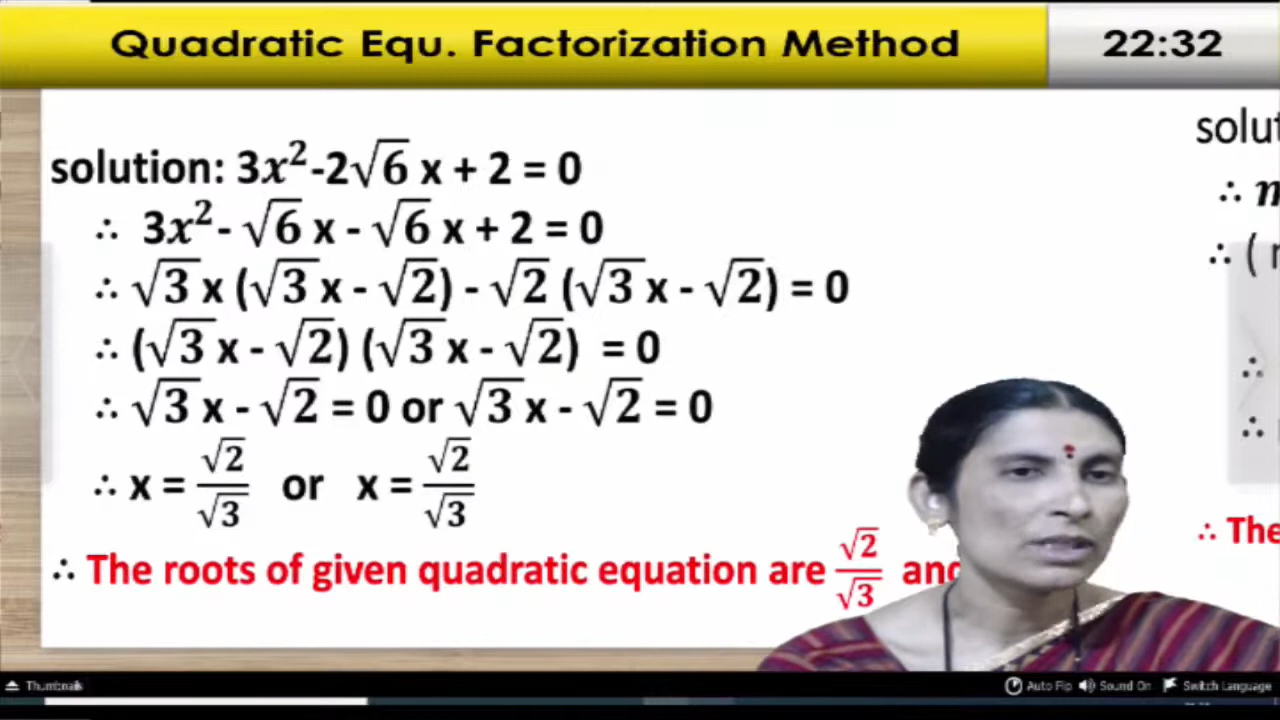 Quadratic Equ. Factorization Method
22:32
solution: 3x²-2√6 x + 2 = 0
∴ 3x²- √6 x - √6 x + 2 = 0
∴ √3 x (√3 x - √2) - √2 (√3 x - √2) = 0
∴ (√3 x - √2) (√3 x - √2) = 0
∴ √3 x - √2 = 0 or √3 x - √2 = 0
∴ x = √2/√3 or x = √2/√3
∴ The roots of given quadratic equation are √2/√3 and
∴
∴ (
∴
∴
∴ The
Thumbnails
Auto Flip
Sound On
Switch Language